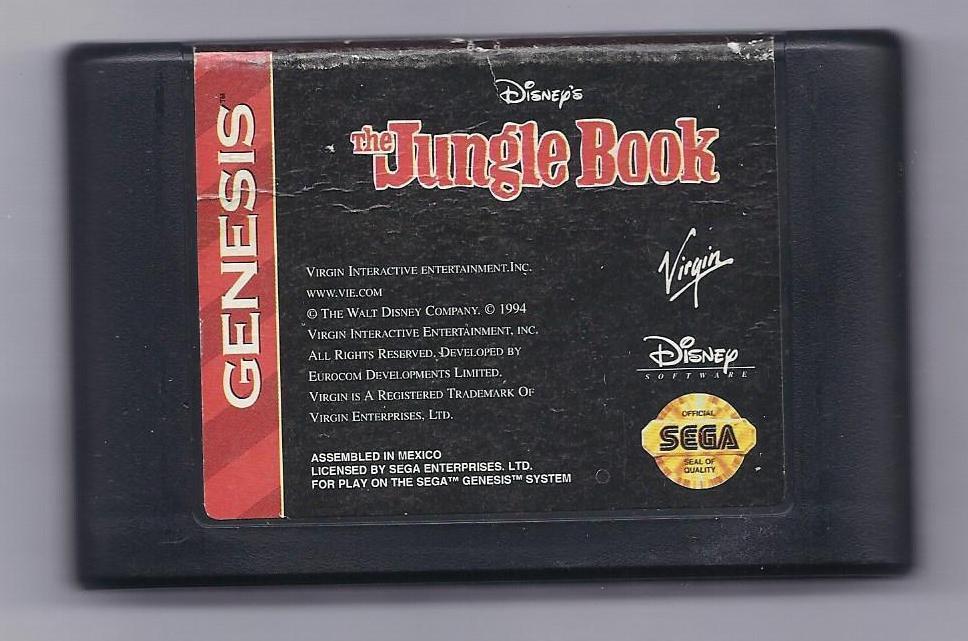 GENESIS™
Disney's
The Jungle Book
Virgin
VIRGIN INTERACTIVE ENTERTAINMENT.INC.
WWW.VIE.COM
© THE WALT DISNEY COMPANY. © 1994
VIRGIN INTERACTIVE ENTERTAINMENT, INC.
ALL RIGHTS RESERVED. DEVELOPED BY
EUROCOM DEVELOPMENTS LIMITED.
VIRGIN IS A REGISTERED TRADEMARK OF
VIRGIN ENTERPRISES, LTD.
Disney
SOFTWARE
OFFICIAL
SEGA
SEAL OF
QUALITY
ASSEMBLED IN MEXICO
LICENSED BY SEGA ENTERPRISES. LTD.
FOR PLAY ON THE SEGA™ GENESIS™ SYSTEM